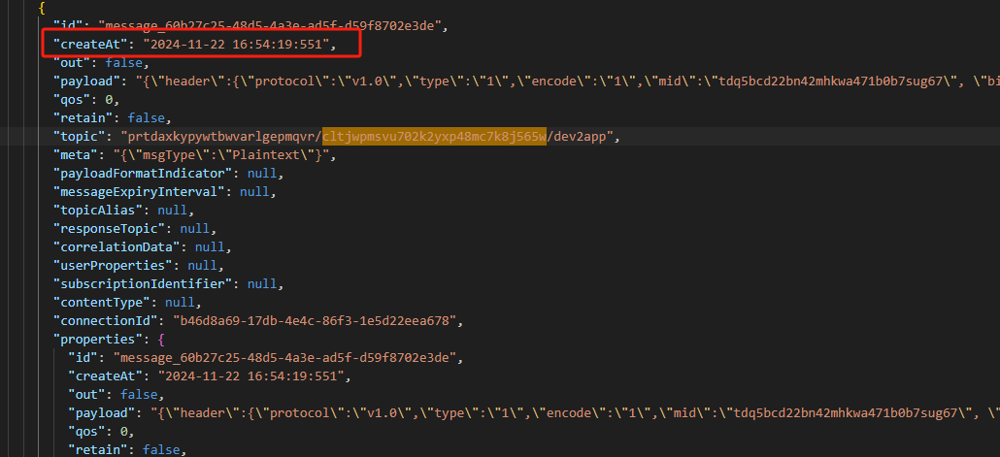 {
"id": "message_60b27c25-48d5-4a3e-ad5f-d59f8702e3de",
"createAt": "2024-11-22 16:54:19:551",
"out": false,
"payload": "{\"header\":{\"protocol\":\"v1.0\",\"type\":\"1\",\"encode\":\"1\",\"mid\":\"tdq5bcd22bn42mhkwa471b0b7sug67\", \"bi
"qos": 0,
"retain": false,
"topic": "prtdaxkypywtbwvarlgepmqvr/cltjwpmsvu702k2yxp48mc7k8j565w/dev2app",
"meta": "{\"msgType\":\"Plaintext\"}",
"payloadFormatIndicator": null,
"messageExpiryInterval": null,
"topicAlias": null,
"responseTopic": null,
"correlationData": null,
"userProperties": null,
"subscriptionIdentifier": null,
"contentType": null,
"connectionId": "b46d8a69-17db-4e4c-86f3-1e5d22eea678",
"properties": {
"id": "message_60b27c25-48d5-4a3e-ad5f-d59f8702e3de",
"createAt": "2024-11-22 16:54:19:551",
"out": false,
"payload": "{\"header\":{\"protocol\":\"v1.0\",\"type\":\"1\",\"encode\":\"1\",\"mid\":\"tdq5bcd22bn42mhkwa471b0b7sug67\", \"
"qos": 0,
"retain": false,